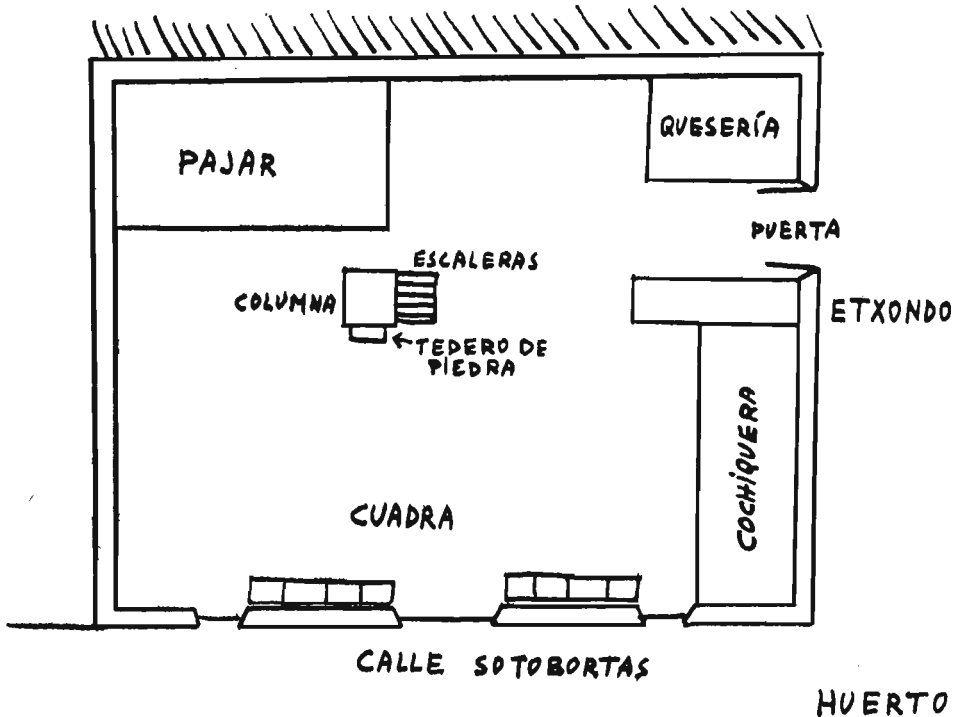 QUESERÍA
PAJAR
PUERTA
ESCALERAS
COLUMNA
ETXONDO
TEDERO DE
PIEDRA
COCHIQUERA
CUADRA
CALLE SOTOBORTAS
HUERTO